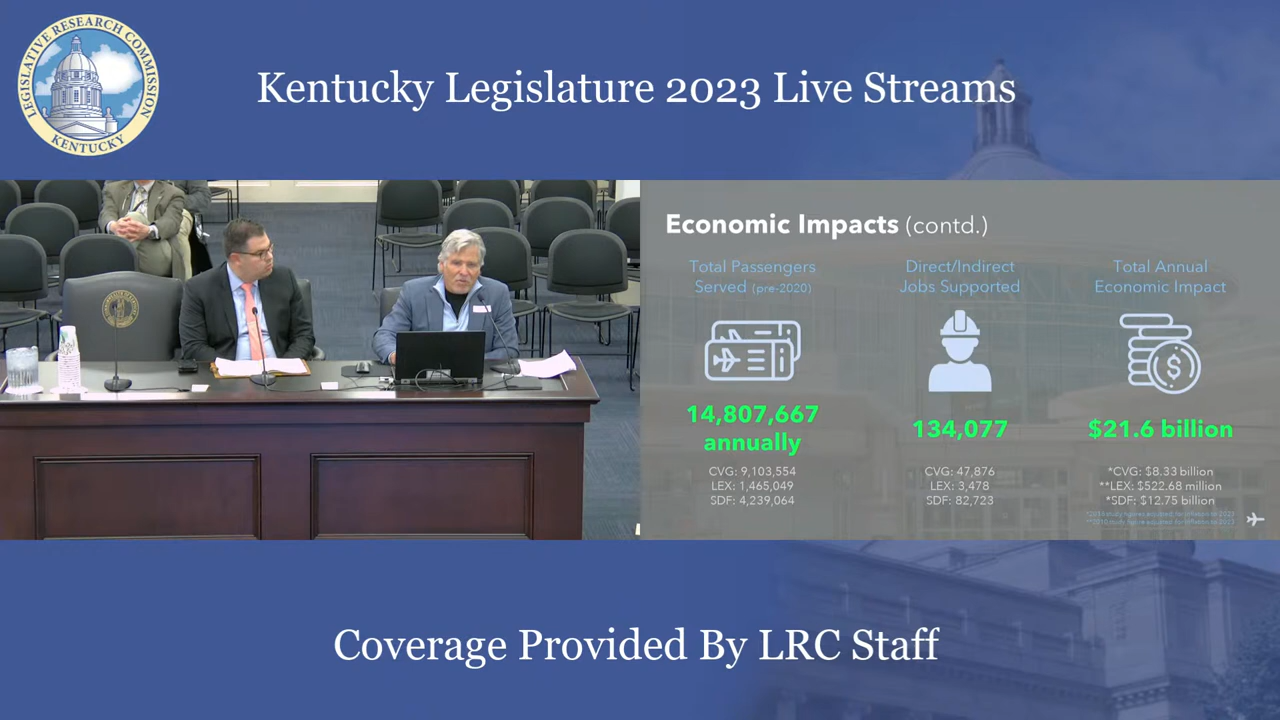 LEGISLATIVE RESEARCH COMMISSION
KENTUCKY
Kentucky Legislature 2023 Live Streams
Economic Impacts (contd.)
Total Passengers
Served (pre-2020)
14,807,667
annually
CVG: 9,103,554
LEX: 1,465,049
SDF: 4,239,064
Direct/Indirect
Jobs Supported
134,077
CVG: 47,876
LEX: 3,478
SDF: 82,723
Total Annual
Economic Impact
$21.6 billion
*CVG: $8.33 billion
**LEX: $522.68 million
*SDF: $12.75 billion
Coverage Provided By LRC Staff